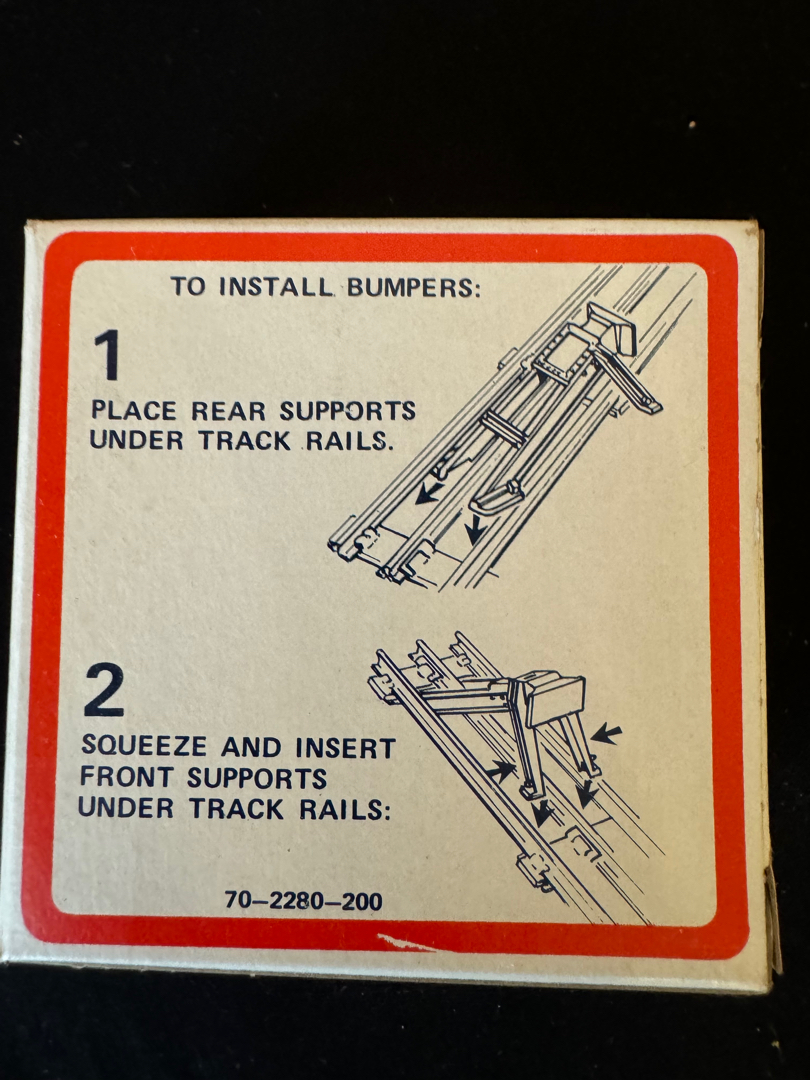 TO INSTALL BUMPERS:
1
PLACE REAR SUPPORTS
UNDER TRACK RAILS.
2
SQUEEZE AND INSERT
FRONT SUPPORTS
UNDER TRACK RAILS:
70–2280–200